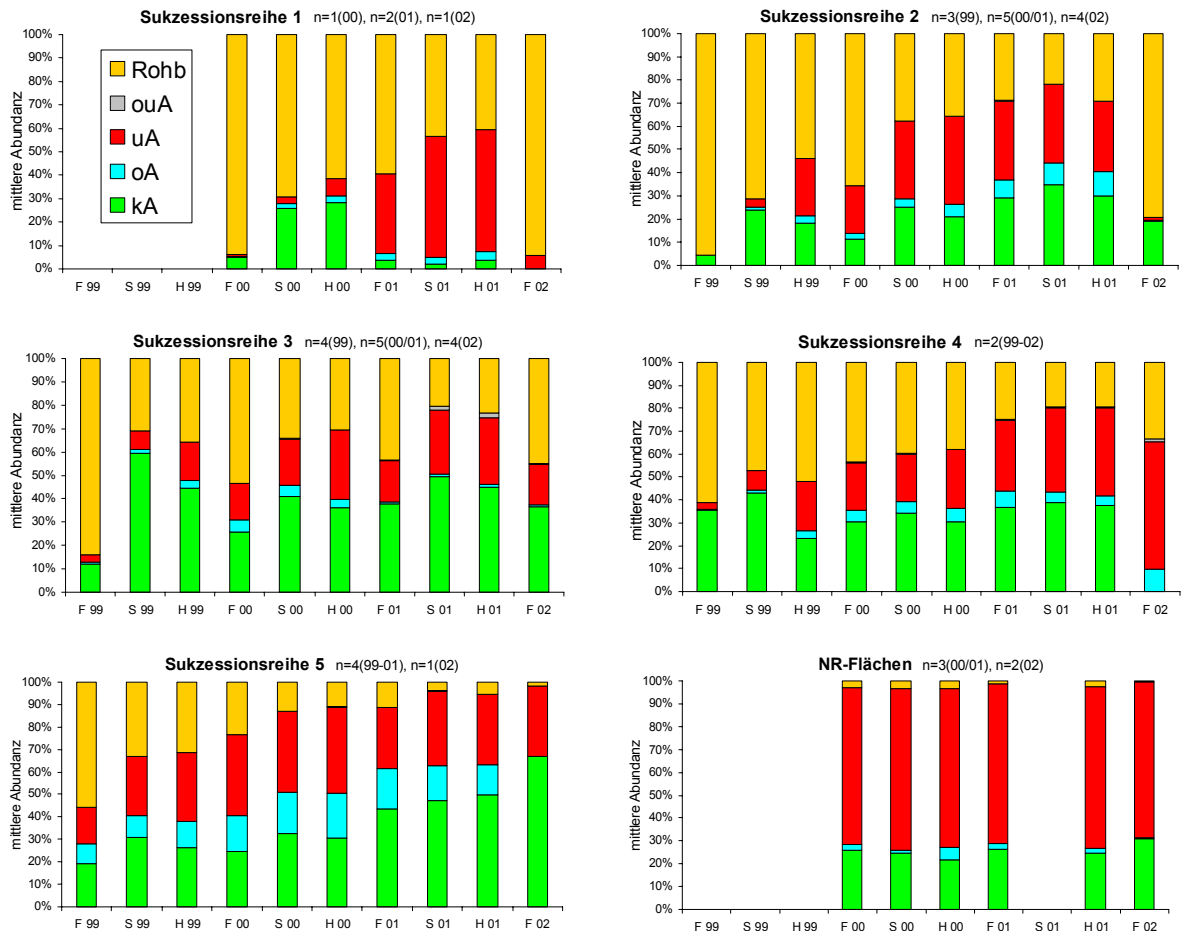 Sukzessionsreihe 1 n=1(00), n=2(01), n=1(02)
mittlere Abundanz
100%
90%
80%
70%
60%
50%
40%
30%
20%
10%
0%
Rohb
ouA
uA
oA
kA
F 99 S 99 H 99 F 00 S 00 H 00 F 01 S 01 H 01 F 02
Sukzessionsreihe 2 n=3(99), n=5(00/01), n=4(02)
mittlere Abundanz
100%
90%
80%
70%
60%
50%
40%
30%
20%
10%
0%
F 99 S 99 H 99 F 00 S 00 H 00 F 01 S 01 H 01 F 02
Sukzessionsreihe 3 n=4(99), n=5(00/01), n=4(02)
mittlere Abundanz
100%
90%
80%
70%
60%
50%
40%
30%
20%
10%
0%
F 99 S 99 H 99 F 00 S 00 H 00 F 01 S 01 H 01 F 02
Sukzessionsreihe 4 n=2(99-02)
mittlere Abundanz
100%
90%
80%
70%
60%
50%
40%
30%
20%
10%
0%
F 99 S 99 H 99 F 00 S 00 H 00 F 01 S 01 H 01 F 02
Sukzessionsreihe 5 n=4(99-01), n=1(02)
mittlere Abundanz
100%
90%
80%
70%
60%
50%
40%
30%
20%
10%
0%
F 99 S 99 H 99 F 00 S 00 H 00 F 01 S 01 H 01 F 02
NR-Flächen n=3(00/01), n=2(02)
mittlere Abundanz
100%
90%
80%
70%
60%
50%
40%
30%
20%
10%
0%
F 99 S 99 H 99 F 00 S 00 H 00 F 01 S 01 H 01 F 02